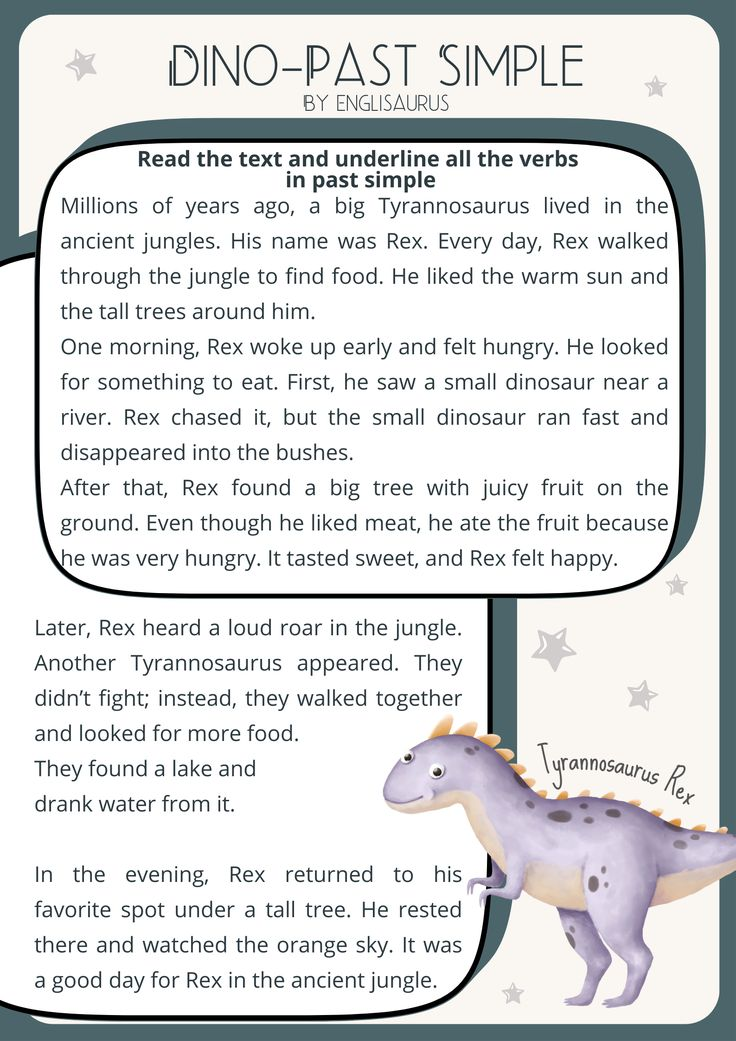 DINO-PAST SIMPLE
BY ENGLISAURUS
Read the text and underline all the verbs
in past simple
Millions of years ago, a big Tyrannosaurus lived in the
ancient jungles. His name was Rex. Every day, Rex walked
through the jungle to find food. He liked the warm sun and
the tall trees around him.
One morning, Rex woke up early and felt hungry. He looked
for something to eat. First, he saw a small dinosaur near a
river. Rex chased it, but the small dinosaur ran fast and
disappeared into the bushes.
After that, Rex found a big tree with juicy fruit on the
ground. Even though he liked meat, he ate the fruit because
he was very hungry. It tasted sweet, and Rex felt happy.
Later, Rex heard a loud roar in the jungle.
Another Tyrannosaurus appeared. They
didn’t fight; instead, they walked together
and looked for more food.
They found a lake and
drank water from it.
Tyrannosaurus Rex
In the evening, Rex returned to his
favorite spot under a tall tree. He rested
there and watched the orange sky. It was
a good day for Rex in the ancient jungle.